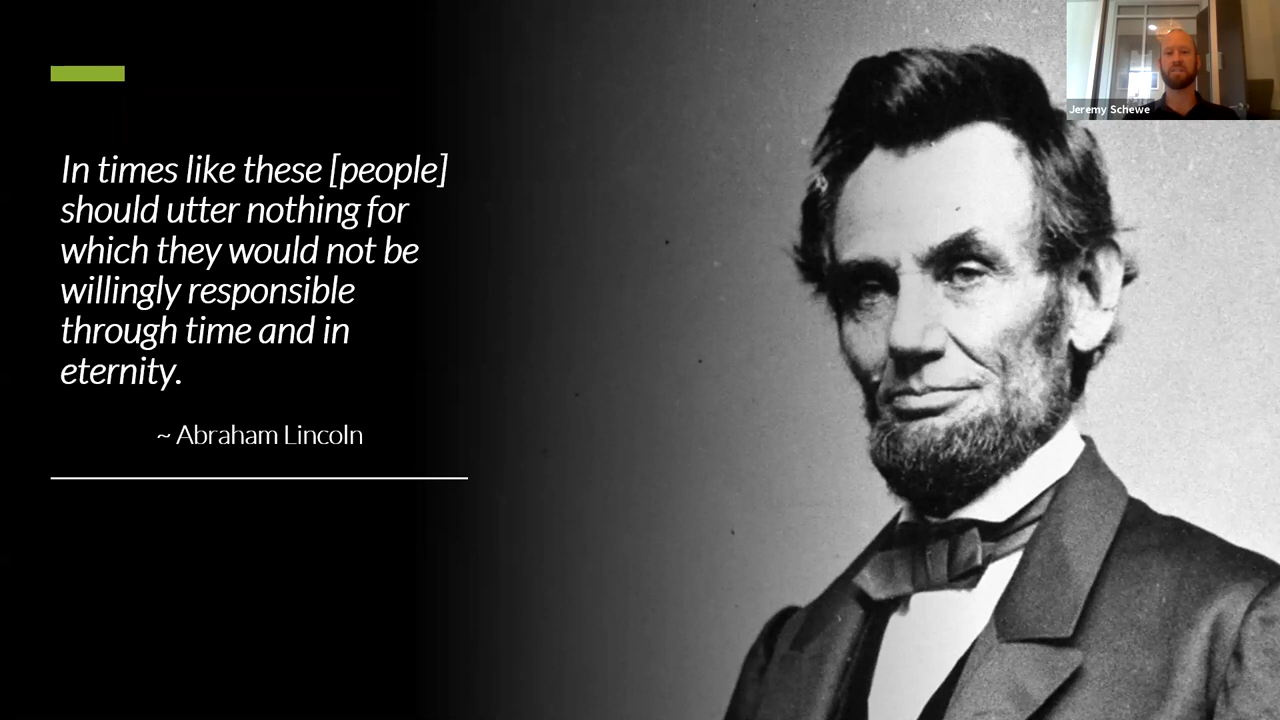 Jeremy Schewe
In times like these [people]
should utter nothing for
which they would not be
willingly responsible
through time and in
eternity.
~ Abraham Lincoln